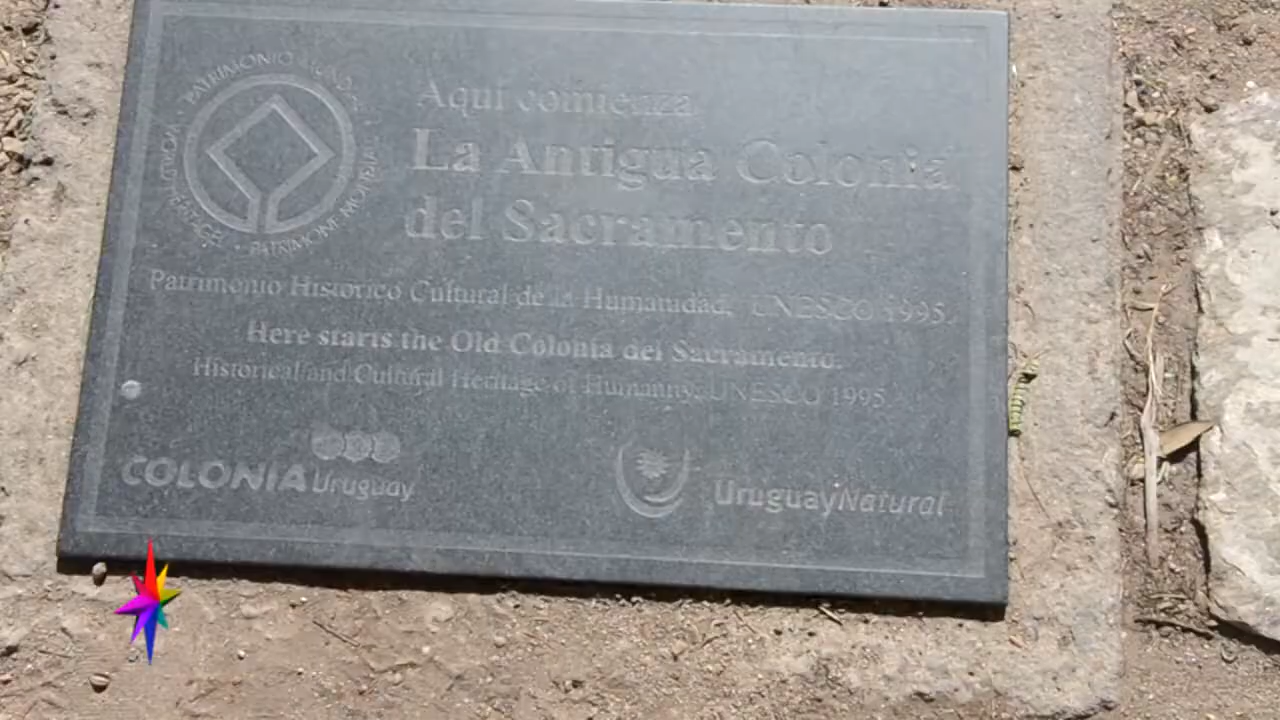 PATRIMONIO MUNDIAL • WORLD HERITAGE • PATRIMOINE MONDIAL
Aquí comienza
La Antigua Colonia
del Sacramento
Patrimonio Histórico Cultural de la Humanidad, UNESCO 1995.
Here starts the Old Colonia del Sacramento.
Historical and Cultural Heritage of Humanity, UNESCO 1995
COLONIA Uruguay
UruguayNatural